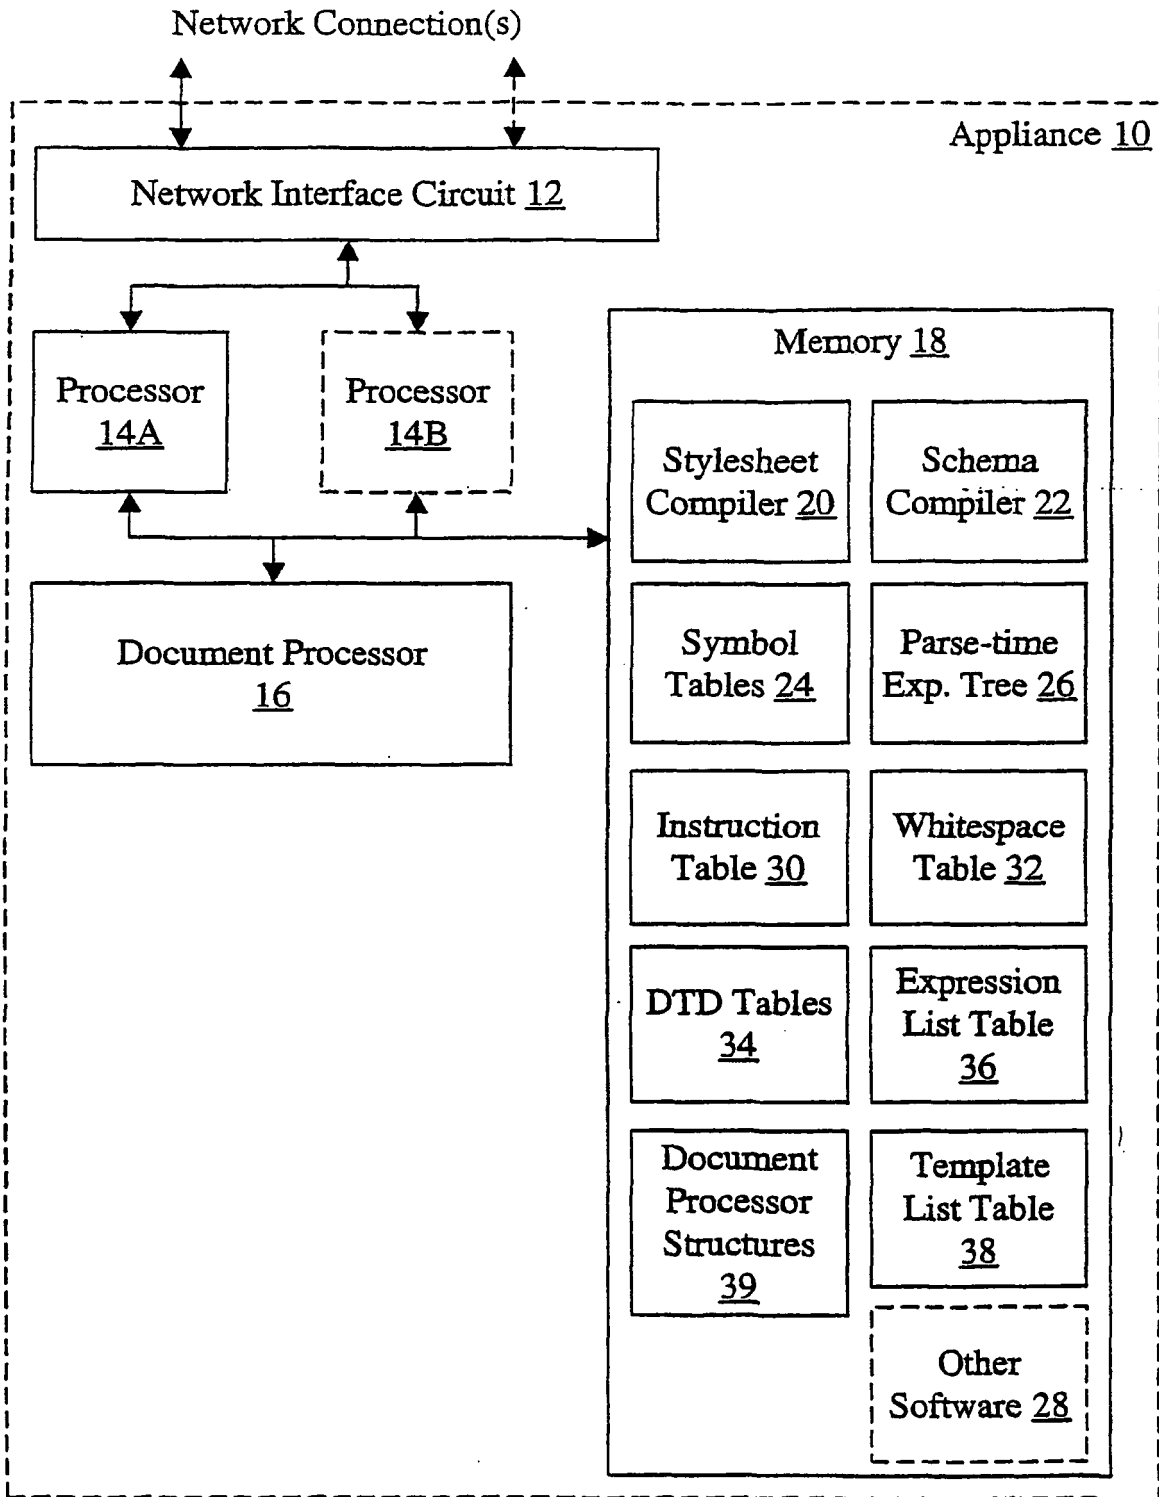 Network Connection(s)
Appliance 10
Network Interface Circuit 12
Processor
14A
Processor
14B
Document Processor
16
Memory 18
Stylesheet
Compiler 20
Schema
Compiler 22
Symbol
Tables 24
Parse-time
Exp. Tree 26
Instruction
Table 30
Whitespace
Table 32
DTD Tables
34
Expression
List Table
36
Document
Processor
Structures
39
Template
List Table
38
Other
Software 28